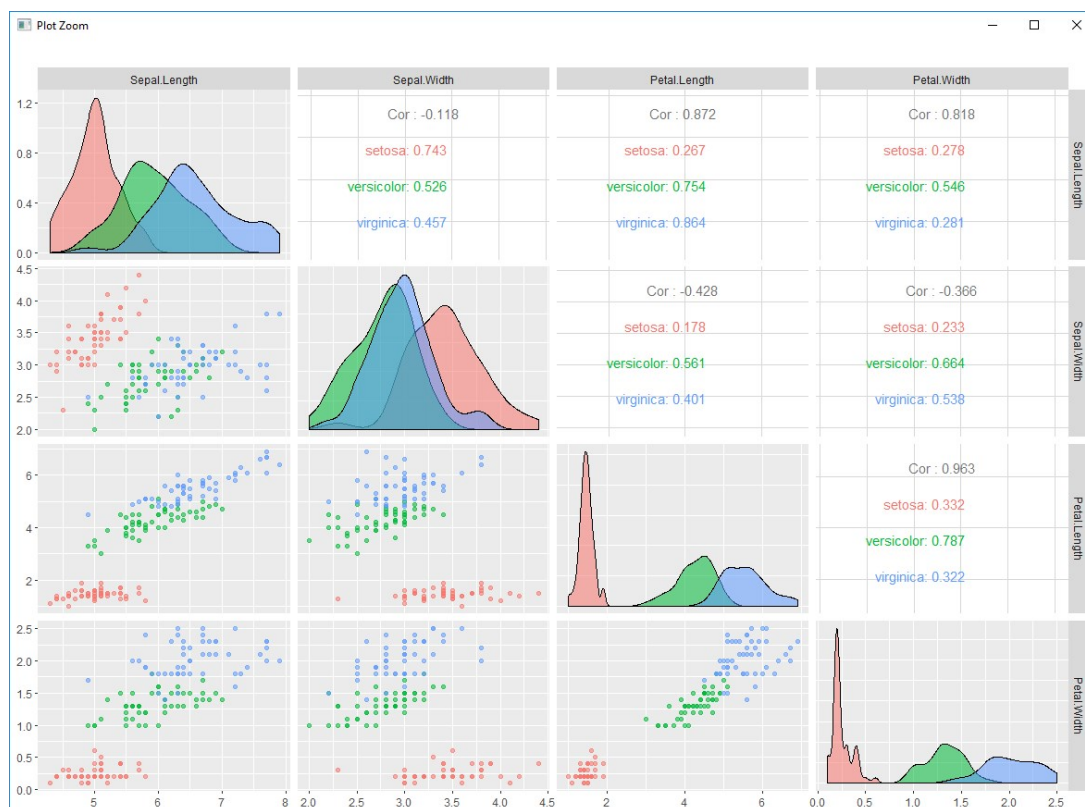 Plot Zoom
Sepal.Length
Sepal.Width
Petal.Length
Petal.Width
1.2
0.8
0.4
0.0
Cor : -0.118
setosa: 0.743
versicolor: 0.526
virginica: 0.457
Cor : 0.872
setosa: 0.267
versicolor: 0.754
virginica: 0.864
Cor : 0.818
setosa: 0.278
versicolor: 0.546
virginica: 0.281
Sepal.Length
4.5
4.0
3.5
3.0
2.5
2.0
Cor : -0.428
setosa: 0.178
versicolor: 0.561
virginica: 0.401
Cor : -0.366
setosa: 0.233
versicolor: 0.664
virginica: 0.538
Sepal.Width
6
4
2
Cor : 0.963
setosa: 0.332
versicolor: 0.787
virginica: 0.322
Petal.Length
2.5
2.0
1.5
1.0
0.5
0.0
Petal.Width
5 6 7 8
2.0 2.5 3.0 3.5 4.0 4.5
2 4 6
0.0 0.5 1.0 1.5 2.0 2.5